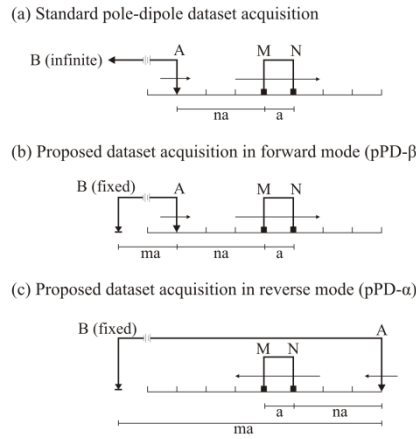 (a) Standard pole-dipole dataset acquisition
B (infinite)
A
M
N
na
a
(b) Proposed dataset acquisition in forward mode (pPD-β
B (fixed)
A
M
N
ma
na
a
(c) Proposed dataset acquisition in reverse mode (pPD-α)
B (fixed)
A
M
N
a
na
ma